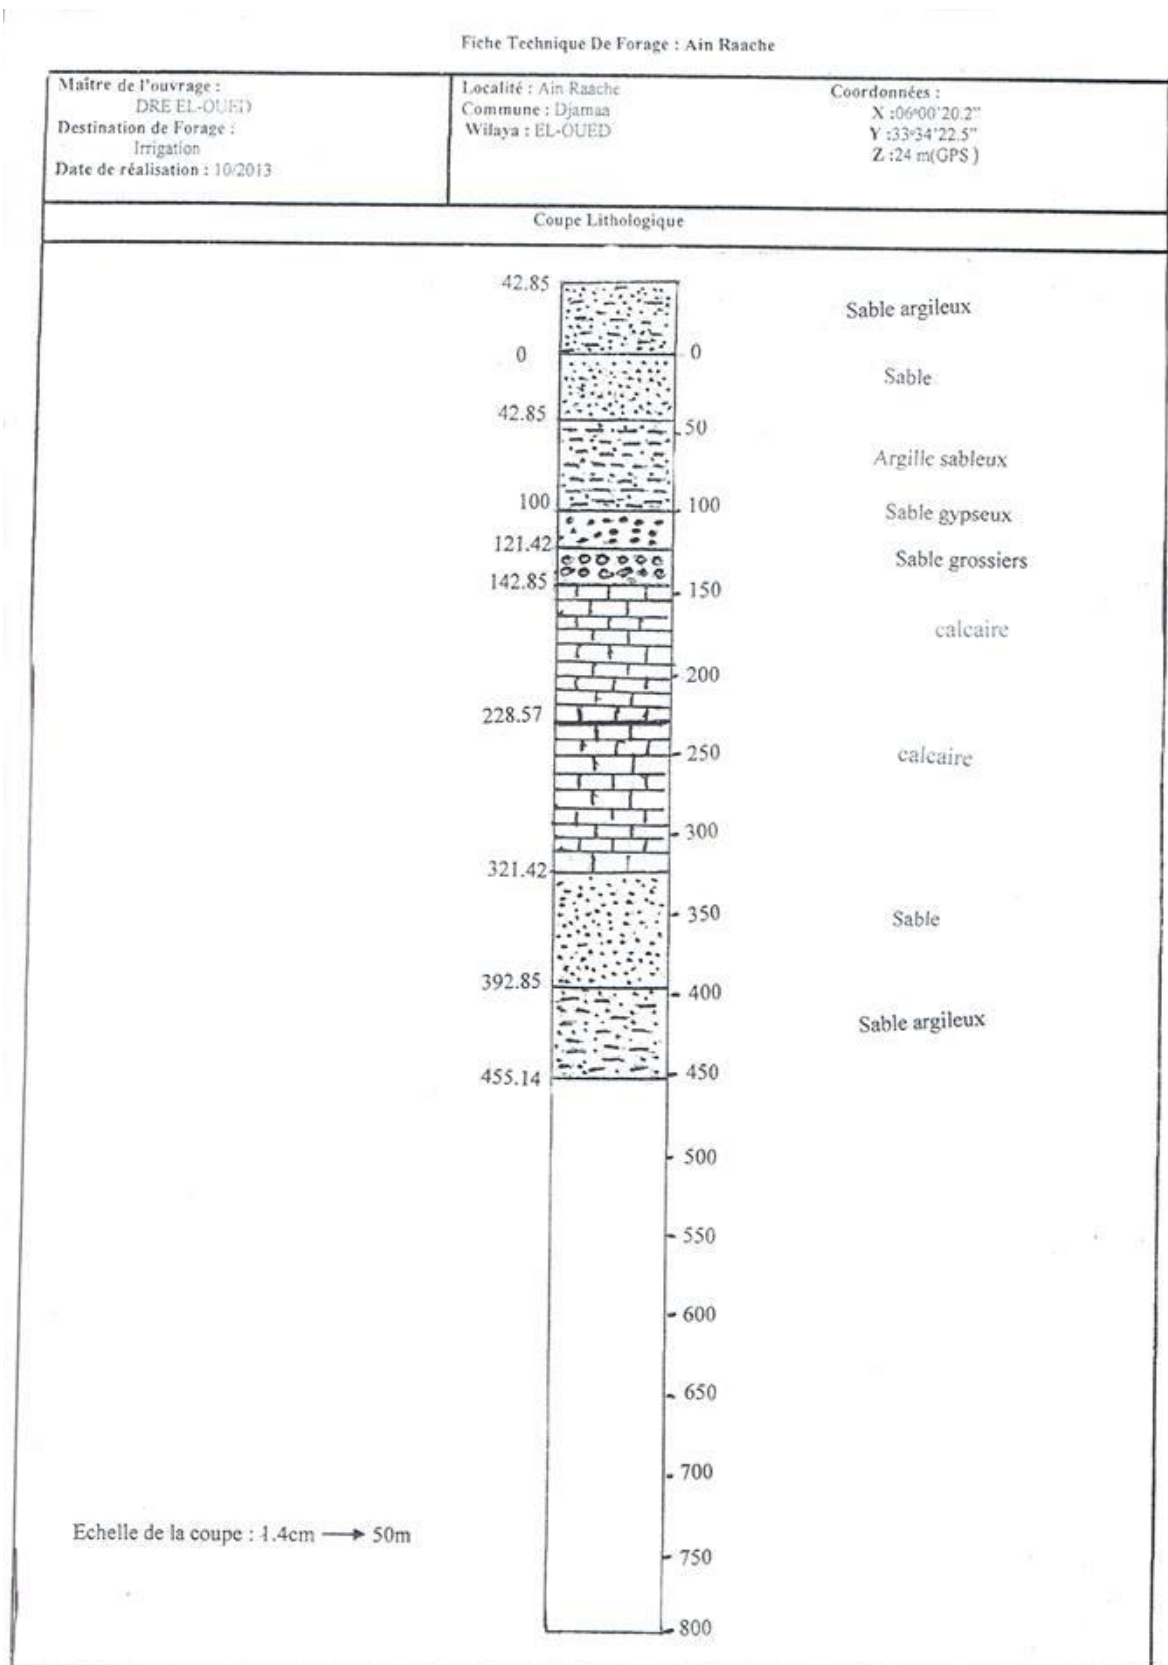 Fiche Technique De Forage : Ain Raache
Maître de l'ouvrage :
DRE EL-OUED
Destination de Forage :
Irrigation
Date de réalisation : 10/2013
Localité : Ain Raache
Commune : Djamaa
Wilaya : EL-OUED
Coordonnées :
X :06°00'20.2"
Y :33°34'22.5"
Z :24 m(GPS )
Coupe Lithologique
42.85
Sable argileux
0 0
Sable
42.85
50
Argille sableux
100 100
Sable gypseux
121.42
Sable grossiers
142.85
150
calcaire
200
228.57
250
calcaire
300
321.42
350
Sable
392.85
400
Sable argileux
455.14
450
500
550
600
650
700
Echelle de la coupe : 1.4cm → 50m
750
800